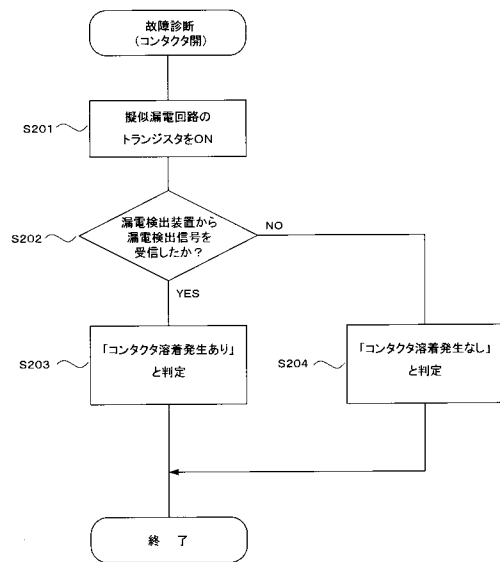 故障診断
(コンタクタ開)
S201
擬似漏電回路の
トランジスタをON
S202
漏電検出装置から
漏電検出信号を
受信したか？
NO
YES
S203
「コンタクタ溶着発生あり」
と判定
S204
「コンタクタ溶着発生なし」
と判定
終 了